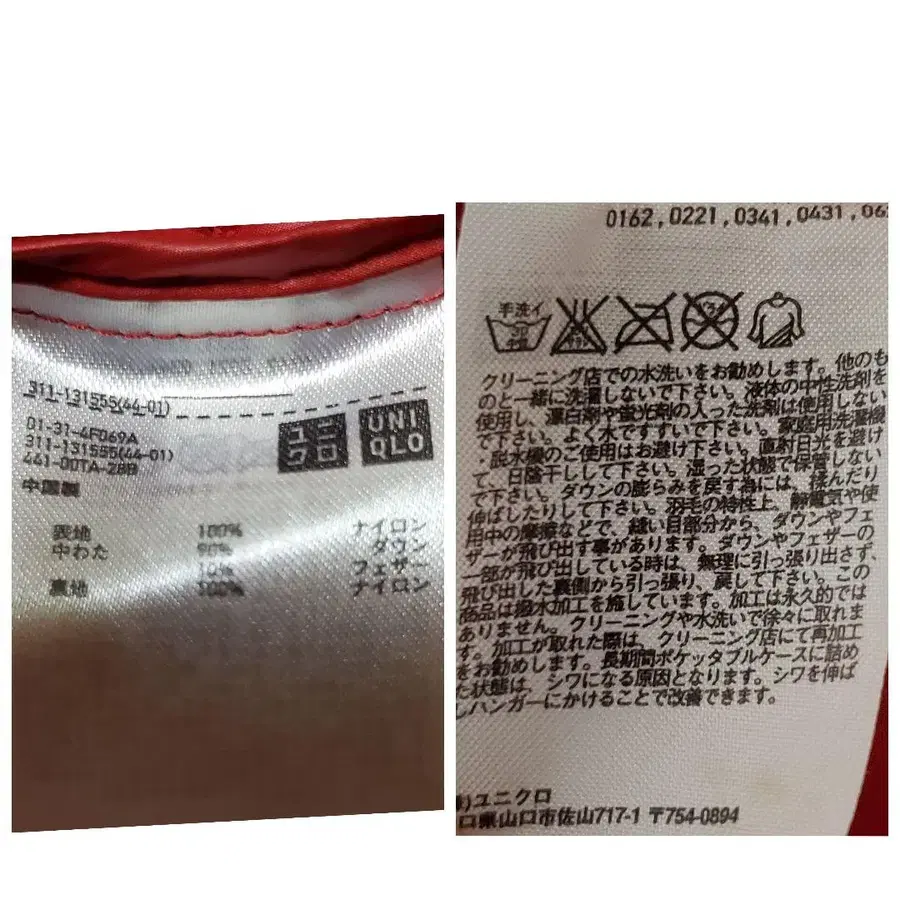 311-131555(44-01)
01-31-4F069A
311-131555(44-01)
441-00TA-28B
中国製
ユニクロ
UNIQLO
表地 100% ナイロン
中わた 90% ダウン
10% フェザー
裏地 100% ナイロン
0162,0221,0341,0431,06
手洗イ
30
中性
クリーニング店での水洗いをお勧めします。他のも
のと一緒に洗濯しないで下さい。液体の中性洗剤を
使用し、漂白剤や蛍光剤の入った洗剤は使用しない
で下さい。よく水ですすいで下さい。家庭用洗濯機
、脱水機のご使用はお避け下さい。直射日光を避け
て、日陰干しして下さい。湿った状態で保管しない
で下さい。ダウンの膨らみを戻す為には、揉んだり
伸ばしたりして下さい。羽毛の特性上、静電気や使
用中の摩擦などで、縫い目部分から、ダウンやフェ
ザーが飛び出す事があります。ダウンやフェザーの
一部が飛び出している時は、無理に引っ張り出さず、
飛び出した裏側から引っ張り、戻して下さい。この
商品は撥水加工を施しています。加工は永久的では
ありません。クリーニングや水洗いで徐々に取れま
す。加工が取れた際は、クリーニング店にて再加工
をお勧めします。長期間ポケッタブルケースに詰め
た状態は、シワになる原因となります。シワを伸ば
しハンガーにかけることで改善できます。
)ユニクロ
口県山口市佐山717-1 〒754-0894